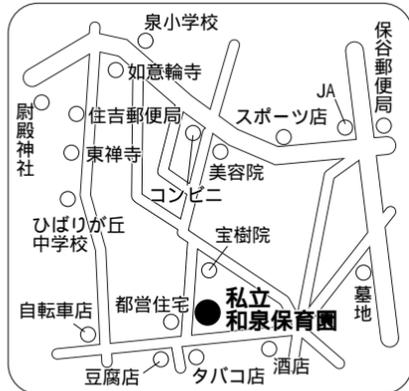 泉小学校
保谷郵便局
如意輪寺
尉殿神社
住吉郵便局
スポーツ店
JA
東禅寺
美容院
コンビニ
ひばりが丘
中学校
宝樹院
自転車店
都営住宅
私立
和泉保育園
墓地
豆腐店
タバコ店
酒店